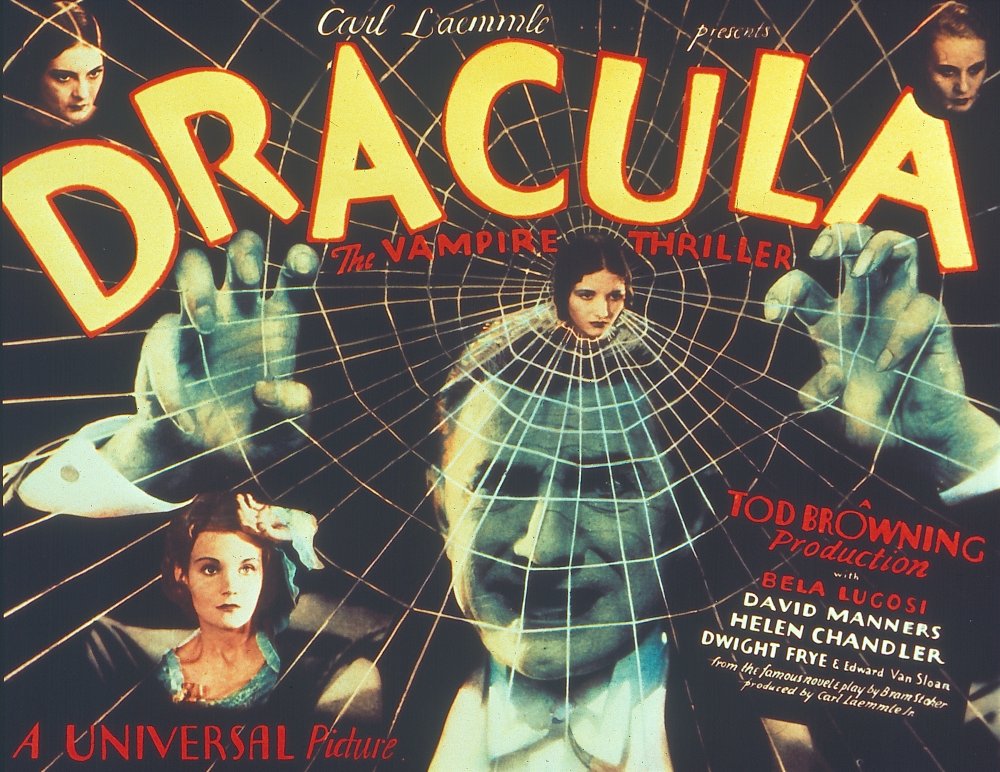 Carl Laemmle presents
DRACULA
The VAMPIRE THRILLER
A
TOD BROWNING
Production
with
BELA LUGOSI
DAVID MANNERS
HELEN CHANDLER
DWIGHT FRYE & Edward Van Sloan
from the famous novel & play by Bram Stoker
produced by Carl Laemmle Jr.
A UNIVERSAL Picture